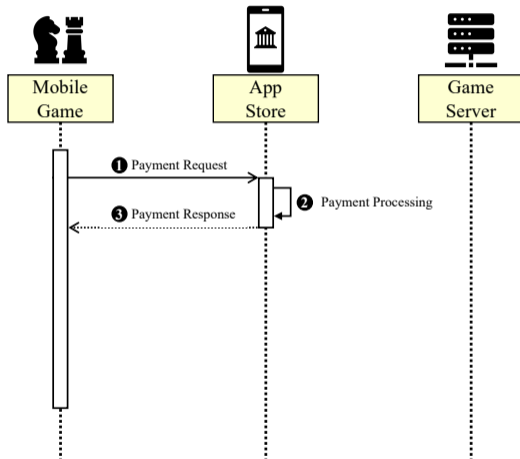 Mobile
Game
App
Store
Game
Server
❶ Payment Request
❷ Payment Processing
❸ Payment Response